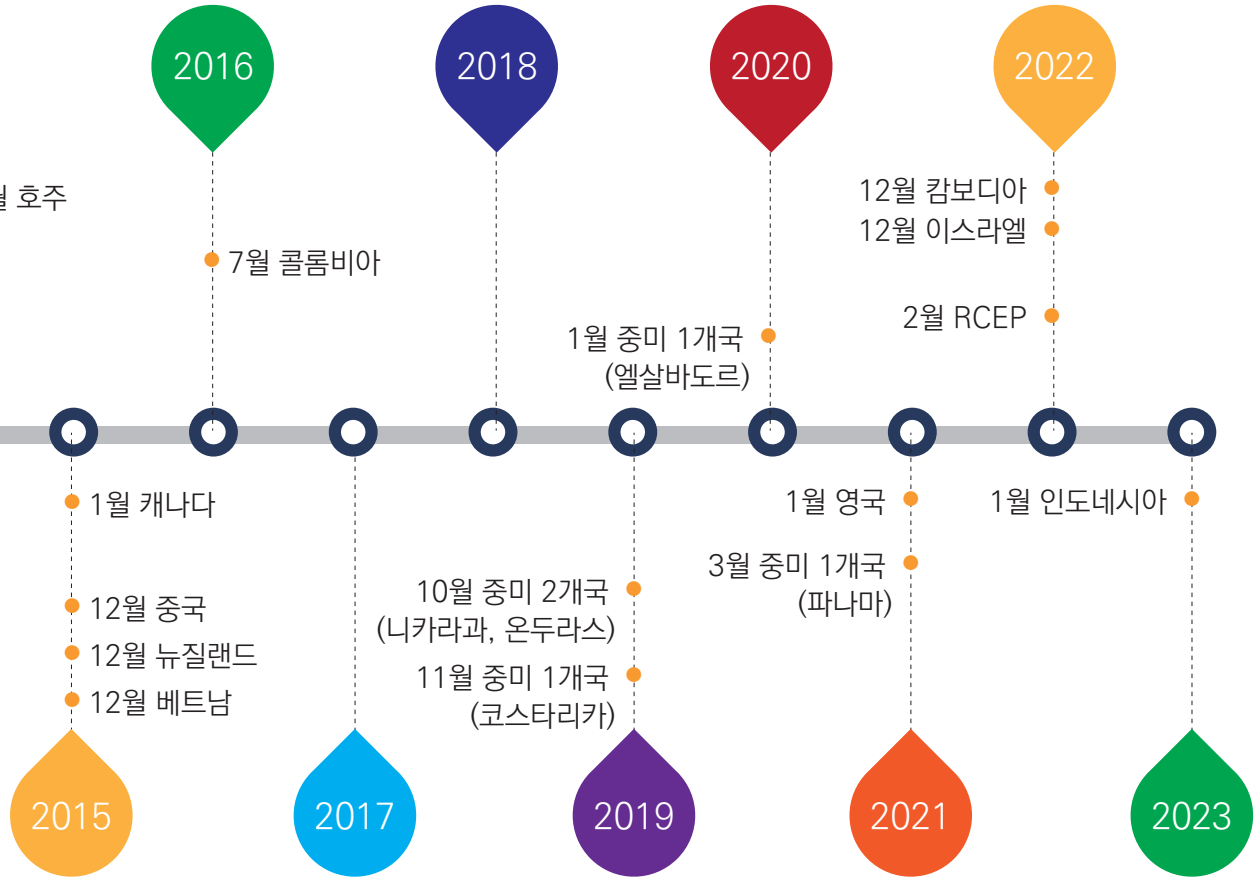 2016
2018
2020
2022
호주
7월 콜롬비아
1월 중미 1개국
(엘살바도르)
12월 캄보디아
12월 이스라엘
2월 RCEP
1월 캐나다
12월 중국
12월 뉴질랜드
12월 베트남
10월 중미 2개국
(니카라과, 온두라스)
11월 중미 1개국
(코스타리카)
1월 영국
3월 중미 1개국
(파나마)
1월 인도네시아
2015
2017
2019
2021
2023